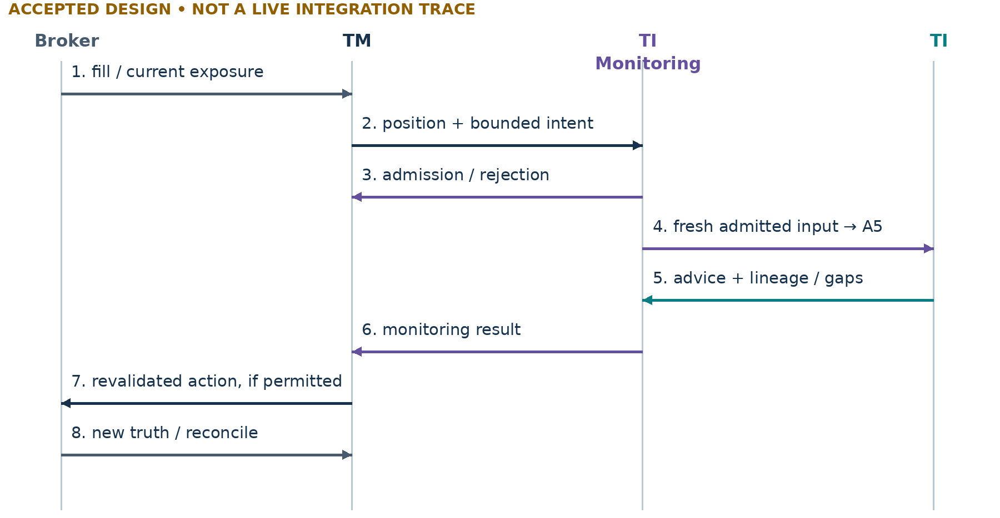 ACCEPTED DESIGN • NOT A LIVE INTEGRATION TRACE
Broker
TM
TI
Monitoring
TI
1. fill / current exposure
2. position + bounded intent
3. admission / rejection
4. fresh admitted input → A5
5. advice + lineage / gaps
6. monitoring result
7. revalidated action, if permitted
8. new truth / reconcile